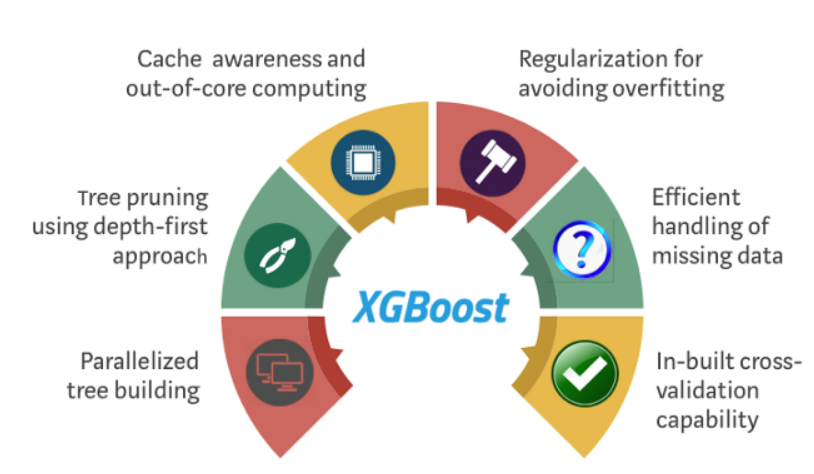 Cache awareness and
out-of-core computing
Regularization for
avoiding overfitting
Tree pruning
using depth-first
approach
Efficient
handling of
missing data
XGBoost
Parallelized
tree building
In-built cross-
validation
capability